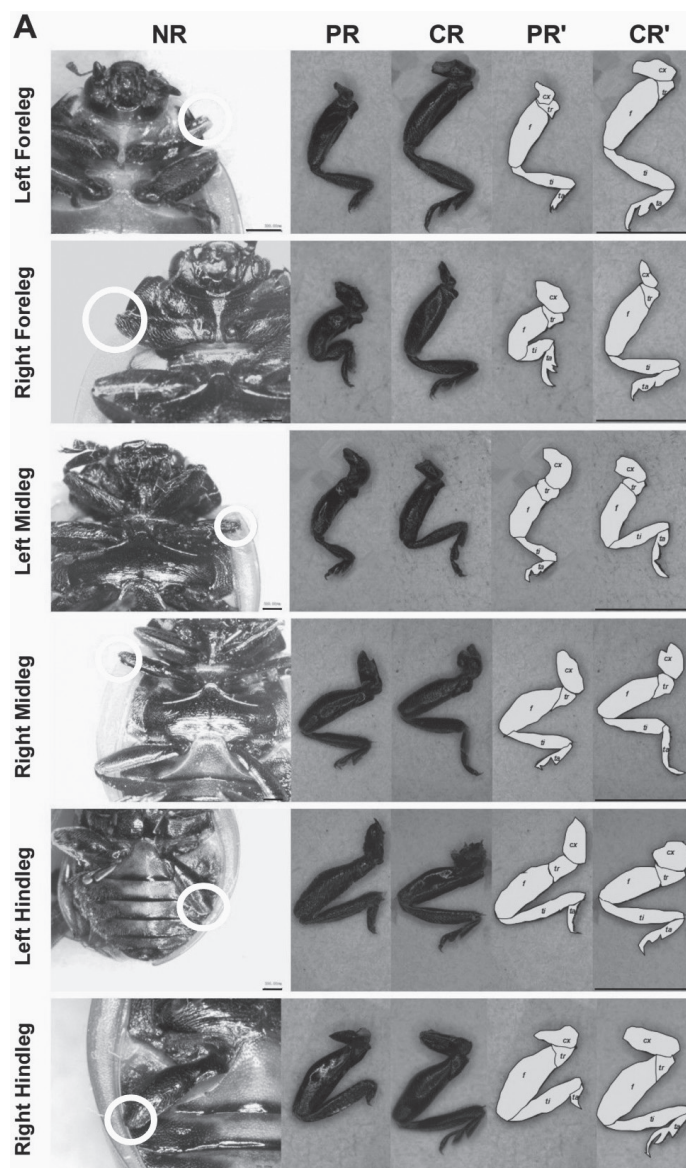 A
NR PR CR PR' CR'
Left Foreleg
cx tr f ti ta
cx tr f ti ta
Right Foreleg
cx tr f ti ta
cx tr f ti ta
Left Midleg
cx tr f ti ta
cx tr f ti ta
Right Midleg
cx tr f ti ta
cx tr f ti ta
Left Hindleg
cx tr f ti ta
cx tr f ti ta
Right Hindleg
cx tr f ti ta
cx tr f ti ta